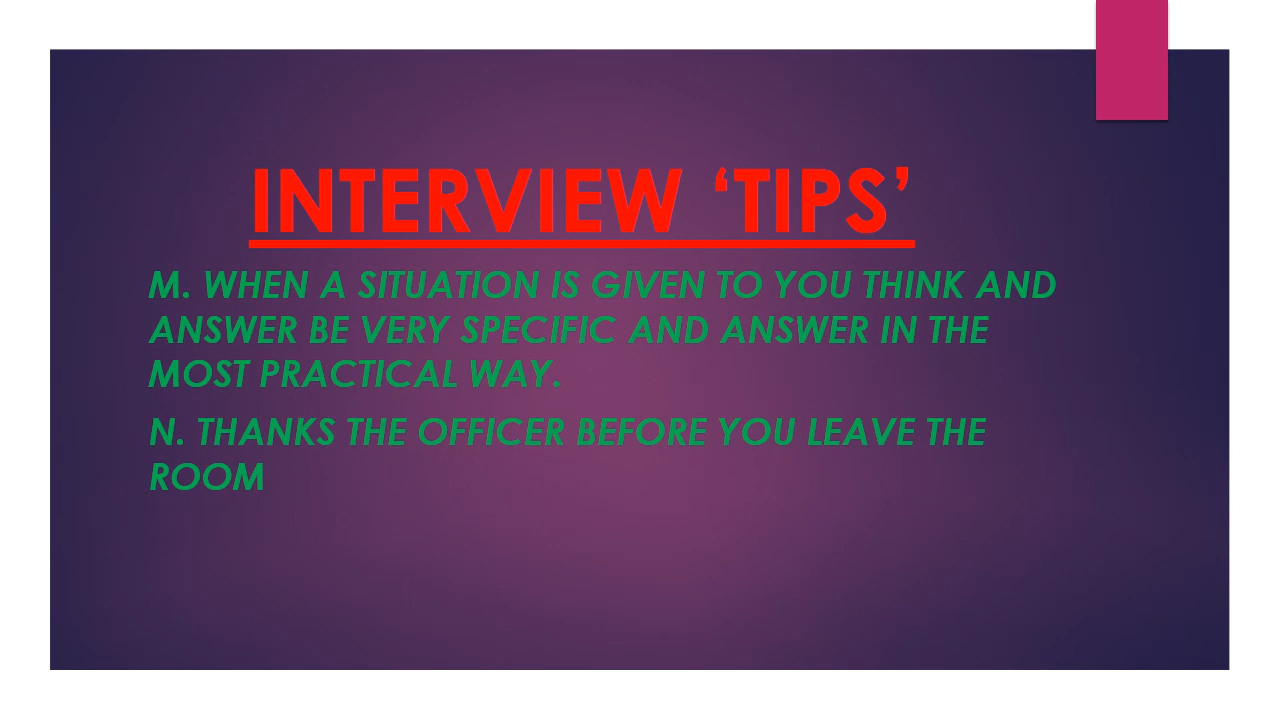 INTERVIEW ‘TIPS’
M. WHEN A SITUATION IS GIVEN TO YOU THINK AND
ANSWER BE VERY SPECIFIC AND ANSWER IN THE
MOST PRACTICAL WAY.
N. THANKS THE OFFICER BEFORE YOU LEAVE THE
ROOM